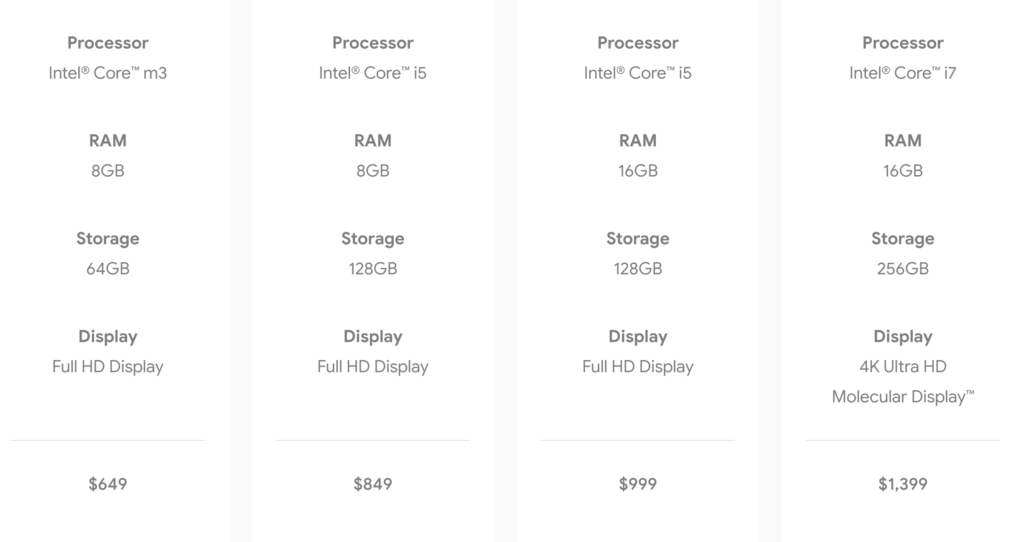 Processor
Intel® Core™ m3
RAM
8GB
Storage
64GB
Display
Full HD Display
$649
Processor
Intel® Core™ i5
RAM
8GB
Storage
128GB
Display
Full HD Display
$849
Processor
Intel® Core™ i5
RAM
16GB
Storage
128GB
Display
Full HD Display
$999
Processor
Intel® Core™ i7
RAM
16GB
Storage
256GB
Display
4K Ultra HD
Molecular Display™
$1,399